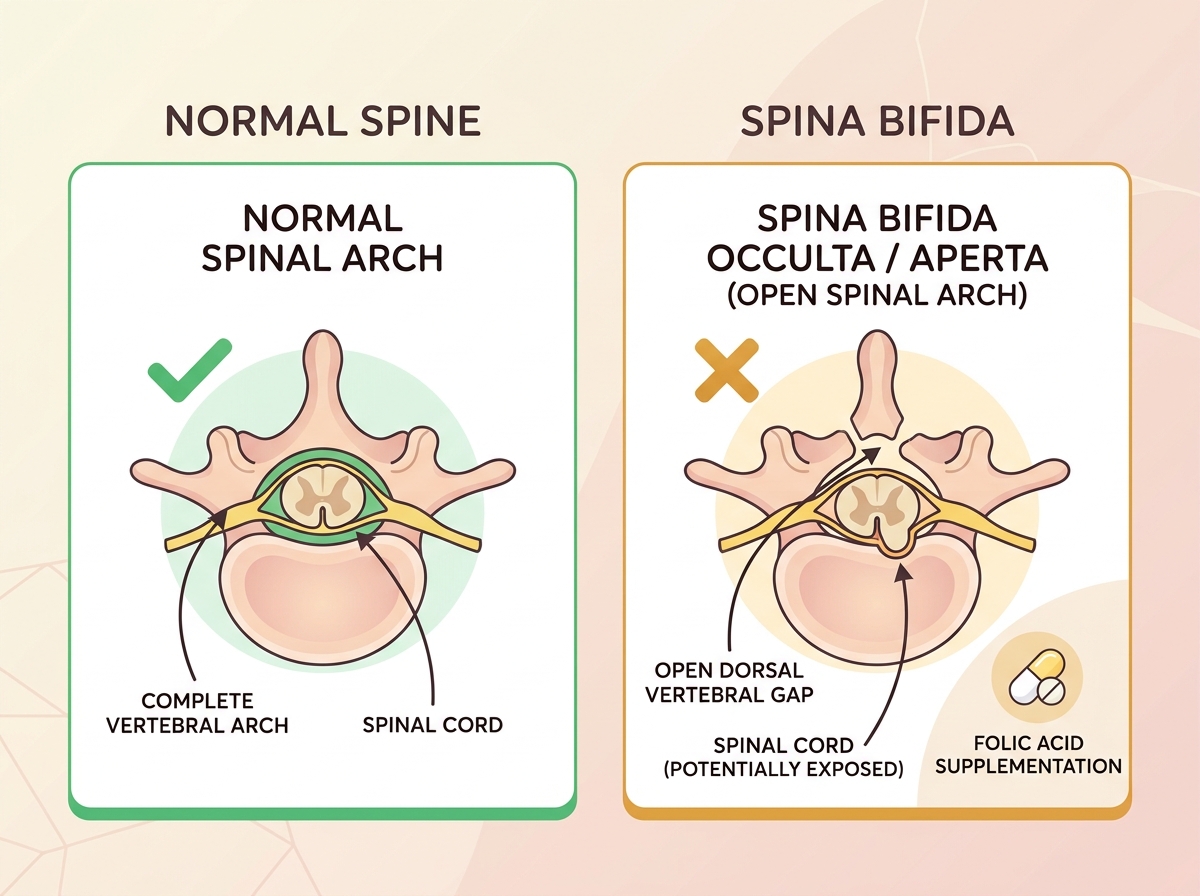 NORMAL SPINE
NORMAL
SPINAL ARCH
COMPLETE
VERTEBRAL ARCH
SPINAL CORD
SPINA BIFIDA
SPINA BIFIDA
OCCULTA / APERTA
(OPEN SPINAL ARCH)
OPEN DORSAL
VERTEBRAL GAP
SPINAL CORD
(POTENTIALLY EXPOSED)
FOLIC ACID
SUPPLEMENTATION